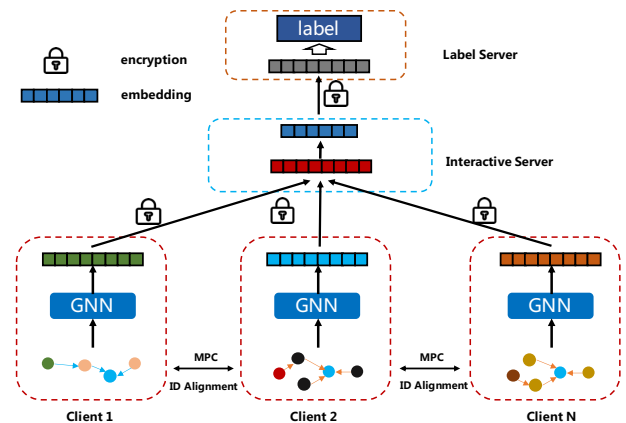 label
encryption
Label Server
embedding
Interactive Server
GNN
GNN
GNN
MPC
MPC
ID Alignment
ID Alignment
Client 1
Client 2
Client N